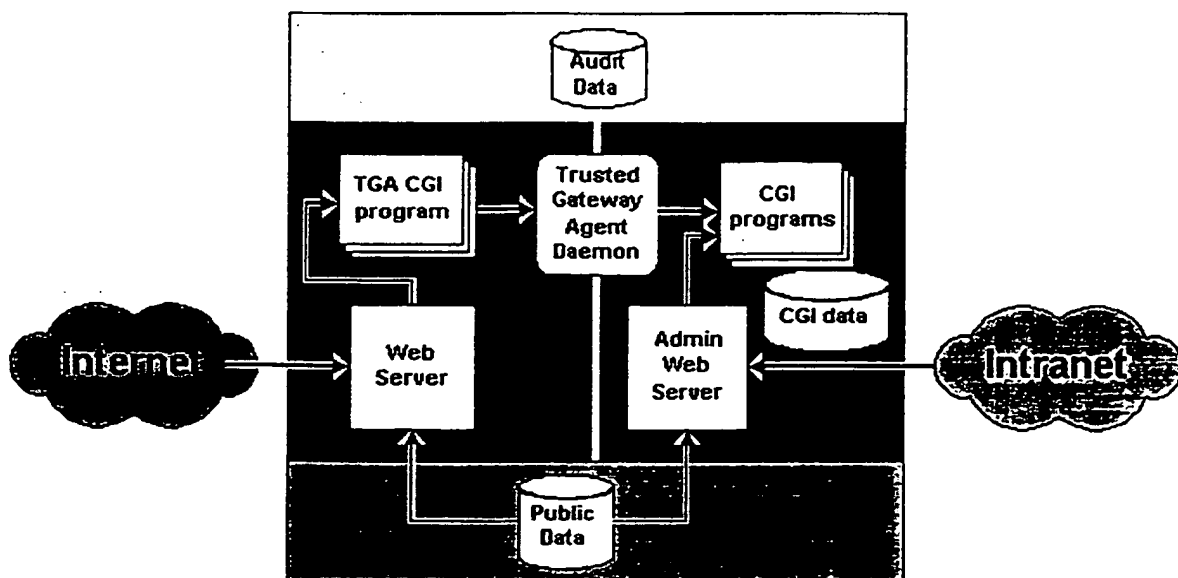 Audit
Data
TGA CGI
program
Trusted
Gateway
Agent
Daemon
CGI
programs
CGI data
Internet
Web
Server
Admin
Web
Server
Intranet
Public
Data